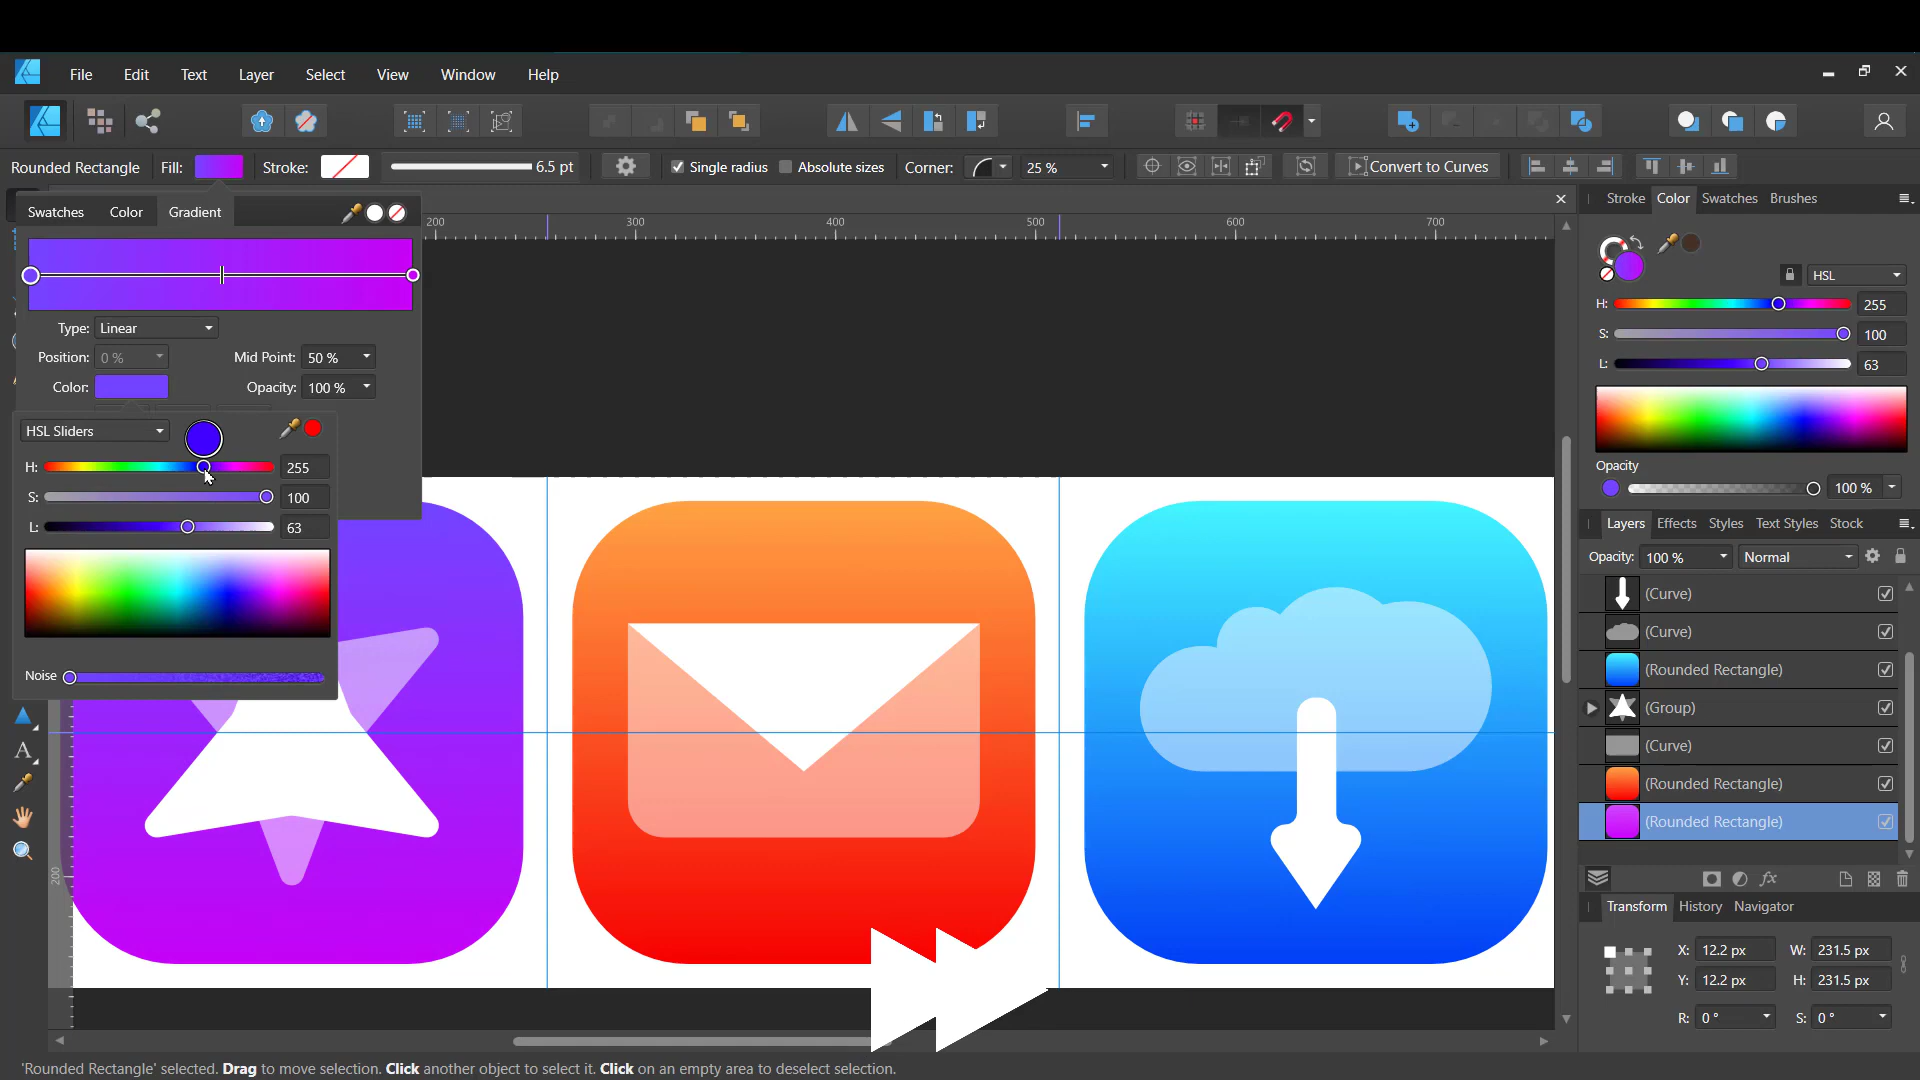 File Edit Text Layer Select View Window Help
Rounded Rectangle Fill: Stroke: 6.5 pt Single radius Absolute sizes Corner: 25 % Convert to Curves
Swatches Color Gradient
Stroke Color Swatches Brushes
200 300 400 500 600 700
HSL
H: 255
S: 100
L: 63
Type: Linear
Position: 0 % Mid Point: 50 %
Color: Opacity: 100 %
HSL Sliders
H: 255
S: 100
L: 63
Noise
Opacity
100 %
Layers Effects Styles Text Styles Stock
Opacity: 100 % Normal
(Curve)
(Curve)
(Rounded Rectangle)
(Group)
(Curve)
(Rounded Rectangle)
(Rounded Rectangle)
A
200
Transform History Navigator
X: 12.2 px W: 231.5 px
Y: 12.2 px H: 231.5 px
R: 0 ° S: 0 °
'Rounded Rectangle' selected. Drag to move selection. Click another object to select it. Click on an empty area to deselect selection.